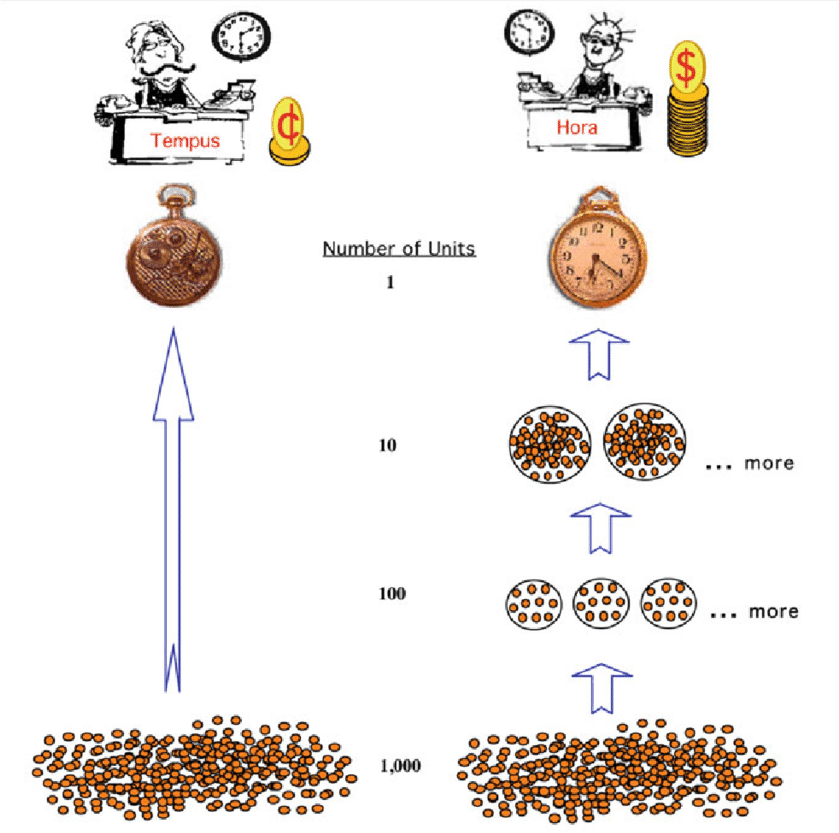 ¢
$
Tempus
Hora
Number of Units
1
10
... more
100
... more
1,000